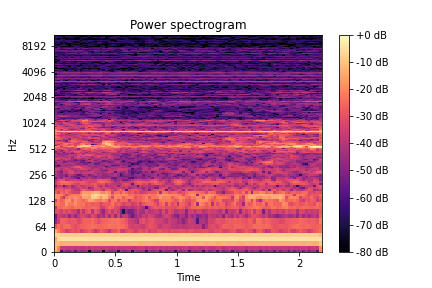 Power spectrogram
8192
4096
2048
1024
512
256
128
64
0
Hz
0 0.5 1 1.5 2
Time
+0 dB
-10 dB
-20 dB
-30 dB
-40 dB
-50 dB
-60 dB
-70 dB
-80 dB